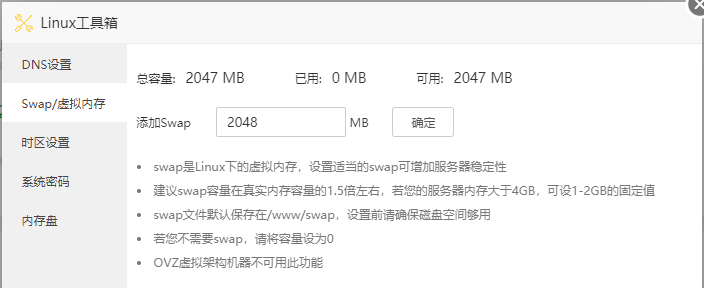 Linux工具箱
DNS设置
总容量: 2047 MB 已用: 0 MB 可用: 2047 MB
Swap/虚拟内存
添加Swap 2048 MB 确定
时区设置
swap是Linux下的虚拟内存，设置适当的swap可增加服务器稳定性
系统密码
建议swap容量在真实内存容量的1.5倍左右，若您的服务器内存大于4GB，可设1-2GB的固定值
内存盘
swap文件默认保存在/www/swap，设置前请确保磁盘空间够用
若您不需要swap，请将容量设为0
OVZ虚拟架构机器不可用此功能